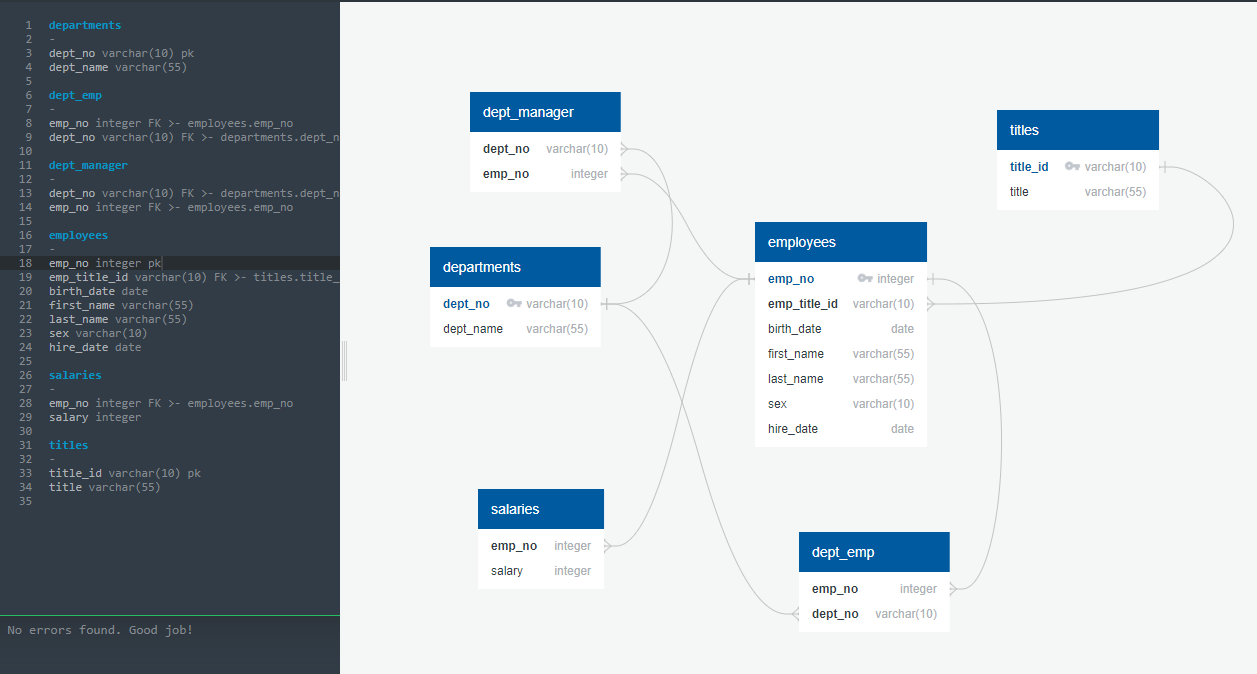 1 departments
2 -
3 dept_no varchar(10) pk
4 dept_name varchar(55)
5
6 dept_emp
7 -
8 emp_no integer FK >- employees.emp_no
9 dept_no varchar(10) FK >- departments.dept_n
10
11 dept_manager
12 -
13 dept_no varchar(10) FK >- departments.dept_n
14 emp_no integer FK >- employees.emp_no
15
16 employees
17 -
18 emp_no integer pk
19 emp_title_id varchar(10) FK >- titles.title_
20 birth_date date
21 first_name varchar(55)
22 last_name varchar(55)
23 sex varchar(10)
24 hire_date date
25
26 salaries
27 -
28 emp_no integer FK >- employees.emp_no
29 salary integer
30
31 titles
32 -
33 title_id varchar(10) pk
34 title varchar(55)
35
No errors found. Good job!
dept_manager
dept_no varchar(10)
emp_no integer
titles
title_id varchar(10)
title varchar(55)
departments
dept_no varchar(10)
dept_name varchar(55)
employees
emp_no integer
emp_title_id varchar(10)
birth_date date
first_name varchar(55)
last_name varchar(55)
sex varchar(10)
hire_date date
salaries
emp_no integer
salary integer
dept_emp
emp_no integer
dept_no varchar(10)